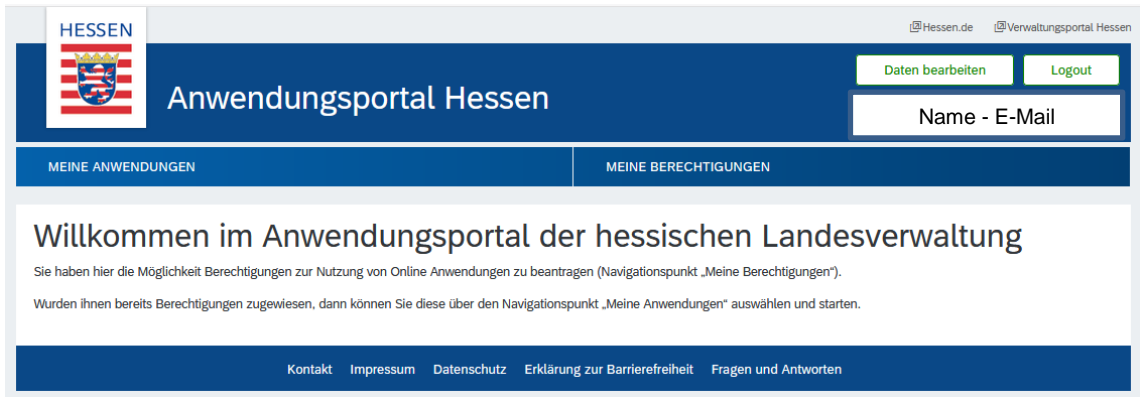 HESSEN
Hessen.de Verwaltungsportal Hessen
Daten bearbeiten Logout
Anwendungsportal Hessen
Name - E-Mail
MEINE ANWENDUNGEN MEINE BERECHTIGUNGEN
Willkommen im Anwendungsportal der hessischen Landesverwaltung
Sie haben hier die Möglichkeit Berechtigungen zur Nutzung von Online Anwendungen zu beantragen (Navigationspunkt „Meine Berechtigungen").
Wurden ihnen bereits Berechtigungen zugewiesen, dann können Sie diese über den Navigationspunkt „Meine Anwendungen" auswählen und starten.
Kontakt Impressum Datenschutz Erklärung zur Barrierefreiheit Fragen und Antworten